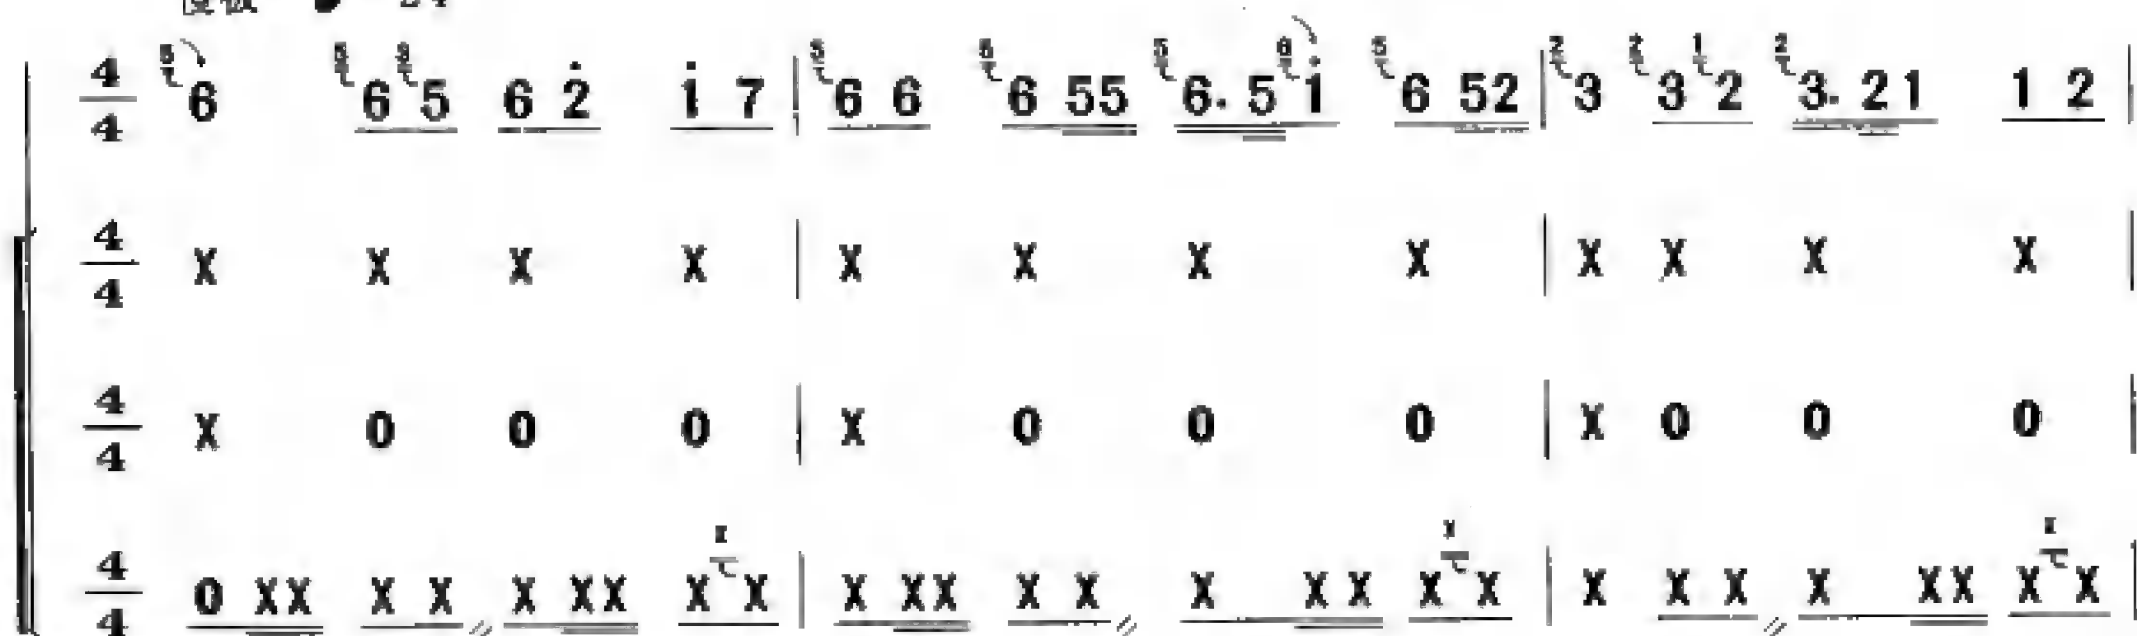 慢板
4/4 6 6 5 6 2̇ 1̇ 7 | 6 6 6 55 6. 5 1̇ 6 52 | 3 3 2 3. 21 1 2 |
4/4 X X X X | X X X X | X X X X |
4/4 X 0 0 0 | X 0 0 0 | X 0 0 0 |
4/4 0 XX X X X XX X X | X XX X X X XX X X | X X X X XX X X |